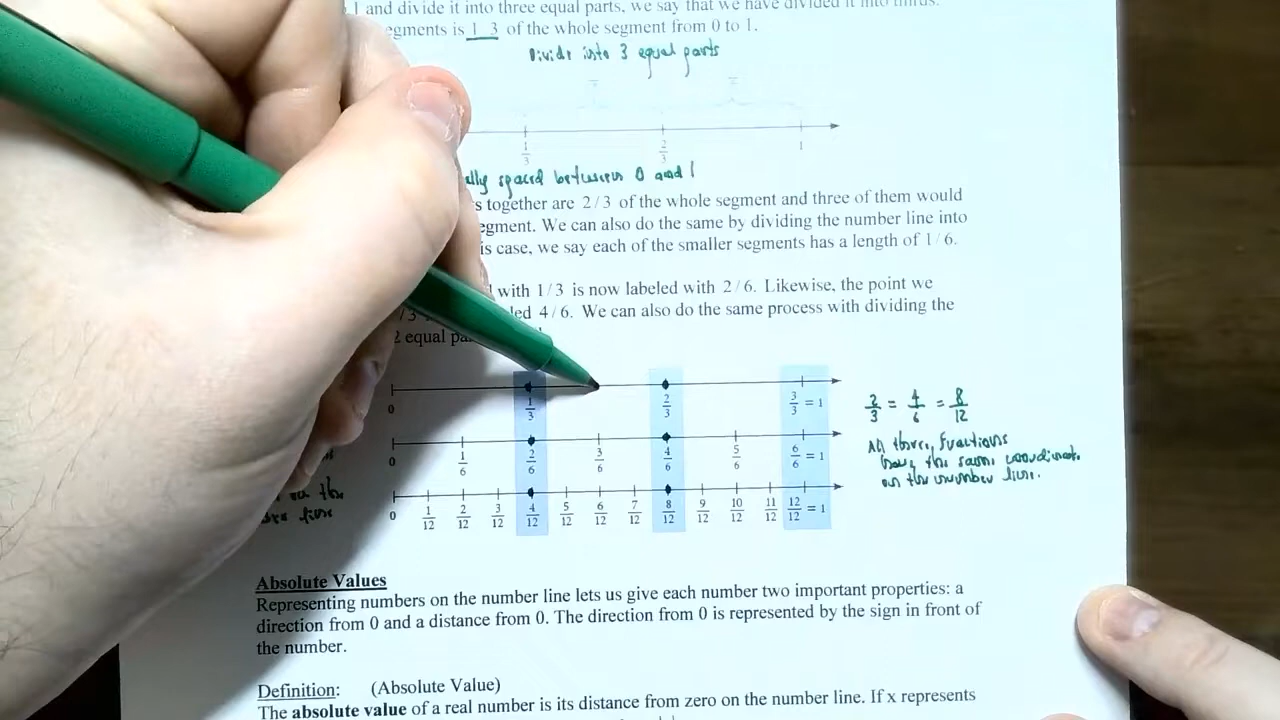 1 and divide it into three equal parts, we say that we have divided it into thirds.
egments is 1 3 of the whole segment from 0 to 1.
Divide into 3 equal parts
1/3 2/3 1
ally spaced between 0 and 1
s together are 2/3 of the whole segment and three of them would
egment. We can also do the same by dividing the number line into
is case, we say each of the smaller segments has a length of 1/6.
with 1/3 is now labeled with 2/6. Likewise, the point we
led 4/6. We can also do the same process with dividing the
2 equal pa
0 1/3 2/3 3/3 = 1
0 1/6 2/6 3/6 4/6 5/6 6/6 = 1
0 1/12 2/12 3/12 4/12 5/12 6/12 7/12 8/12 9/12 10/12 11/12 12/12 = 1
2/3 = 4/6 = 8/12
All three fractions
have the same coordinate
on the number line.
on the
line
Absolute Values
Representing numbers on the number line lets us give each number two important properties: a
direction from 0 and a distance from 0. The direction from 0 is represented by the sign in front of
the number.
Definition: (Absolute Value)
The absolute value of a real number is its distance from zero on the number line. If x represents